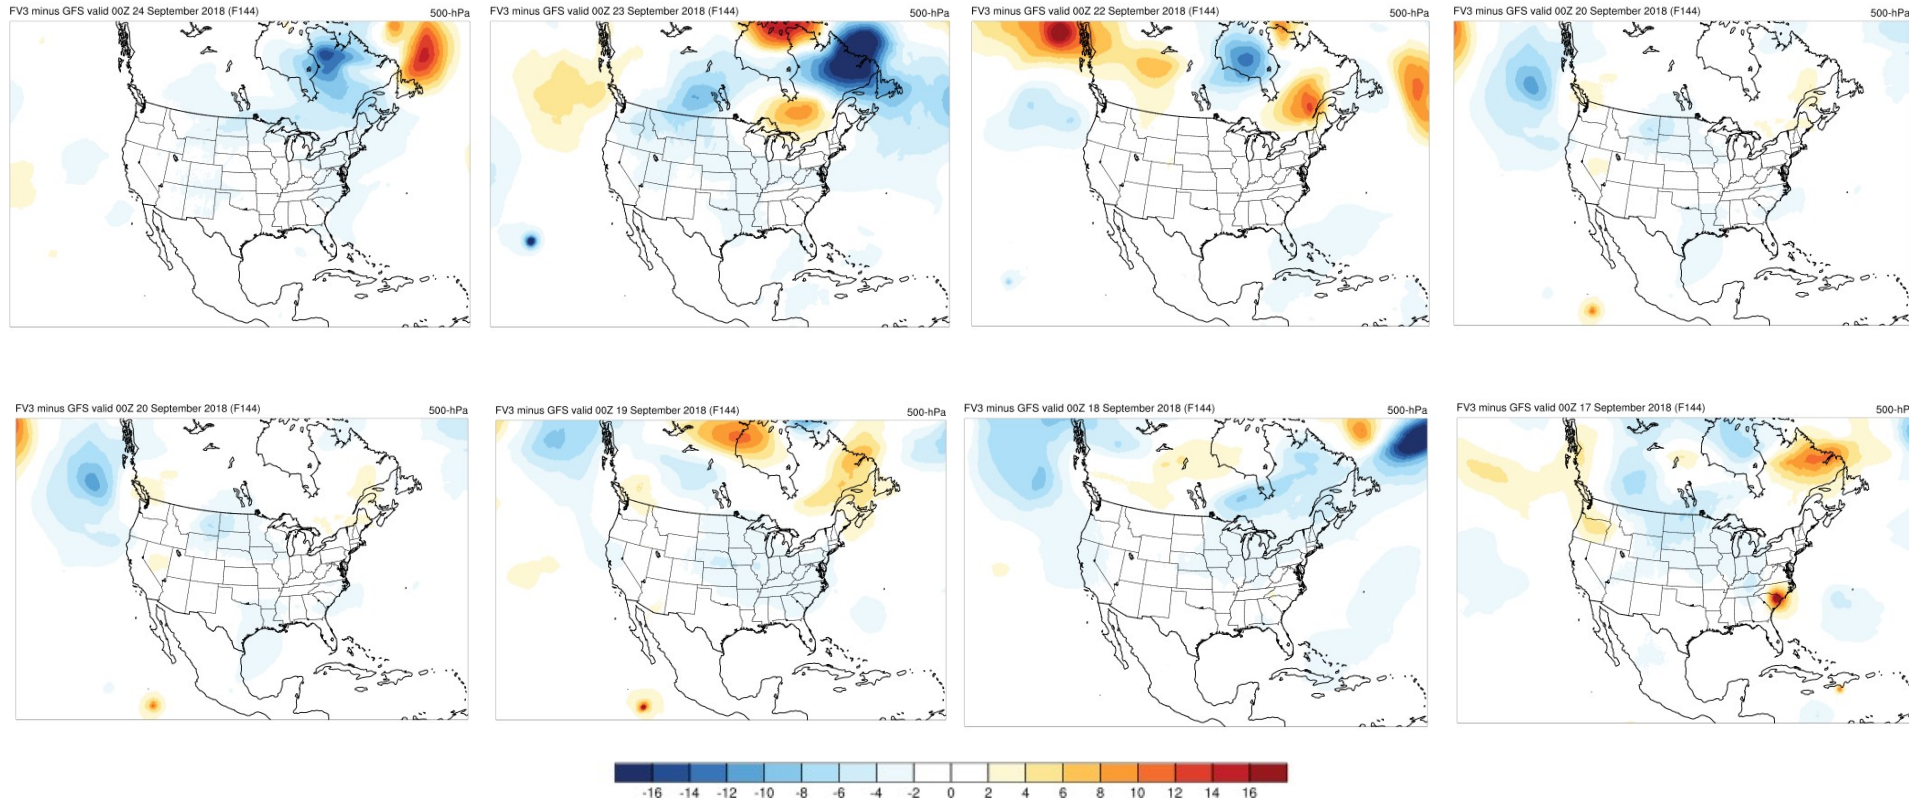 FV3 minus GFS valid 00Z 24 September 2018 (F144) 500-hPa
FV3 minus GFS valid 00Z 23 September 2018 (F144) 500-hPa
FV3 minus GFS valid 00Z 22 September 2018 (F144) 500-hPa
FV3 minus GFS valid 00Z 20 September 2018 (F144) 500-hPa
FV3 minus GFS valid 00Z 20 September 2018 (F144) 500-hPa
FV3 minus GFS valid 00Z 19 September 2018 (F144) 500-hPa
FV3 minus GFS valid 00Z 18 September 2018 (F144) 500-hPa
FV3 minus GFS valid 00Z 17 September 2018 (F144) 500-hP
-16 -14 -12 -10 -8 -6 -4 -2 0 2 4 6 8 10 12 14 16